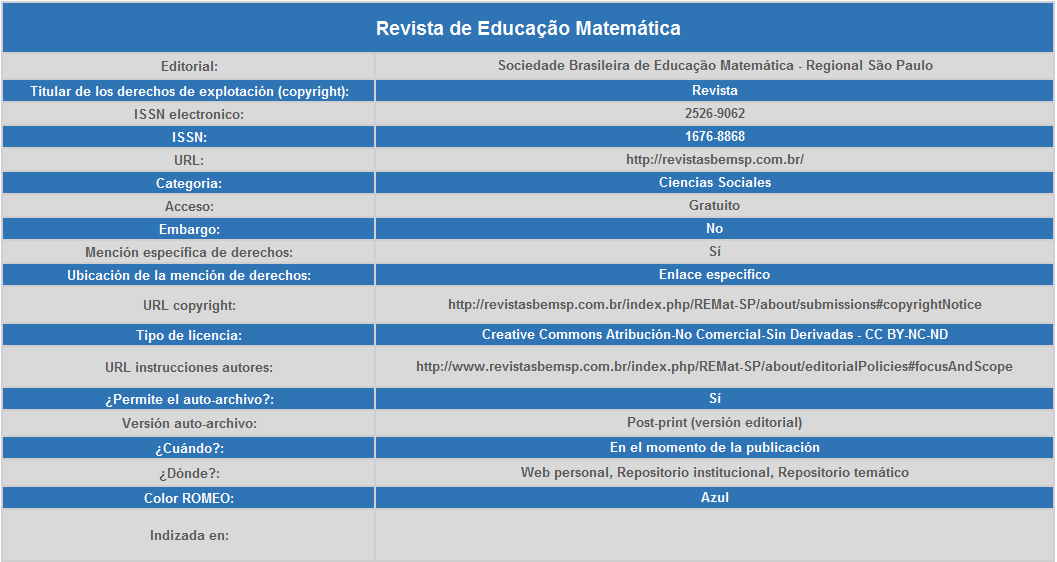 Revista de Educação Matemática
Editorial: Sociedade Brasileira de Educação Matemática - Regional São Paulo
Titular de los derechos de explotación (copyright): Revista
ISSN electronico: 2526-9062
ISSN: 1676-8868
URL: http://revistasbemsp.com.br/
Categoria: Ciencias Sociales
Acceso: Gratuito
Embargo: No
Mención específica de derechos: Sí
Ubicación de la mención de derechos: Enlace especifico
URL copyright: http://revistasbemsp.com.br/index.php/REMat-SP/about/submissions#copyrightNotice
Tipo de licencia: Creative Commons Atribución-No Comercial-Sin Derivadas - CC BY-NC-ND
URL instrucciones autores: http://www.revistasbemsp.com.br/index.php/REMat-SP/about/editorialPolicies#focusAndScope
¿Permite el auto-archivo?: Sí
Versión auto-archivo: Post-print (versión editorial)
¿Cuándo?: En el momento de la publicación
¿Dónde?: Web personal, Repositorio institucional, Repositorio temático
Color ROMEO: Azul
Indizada en: